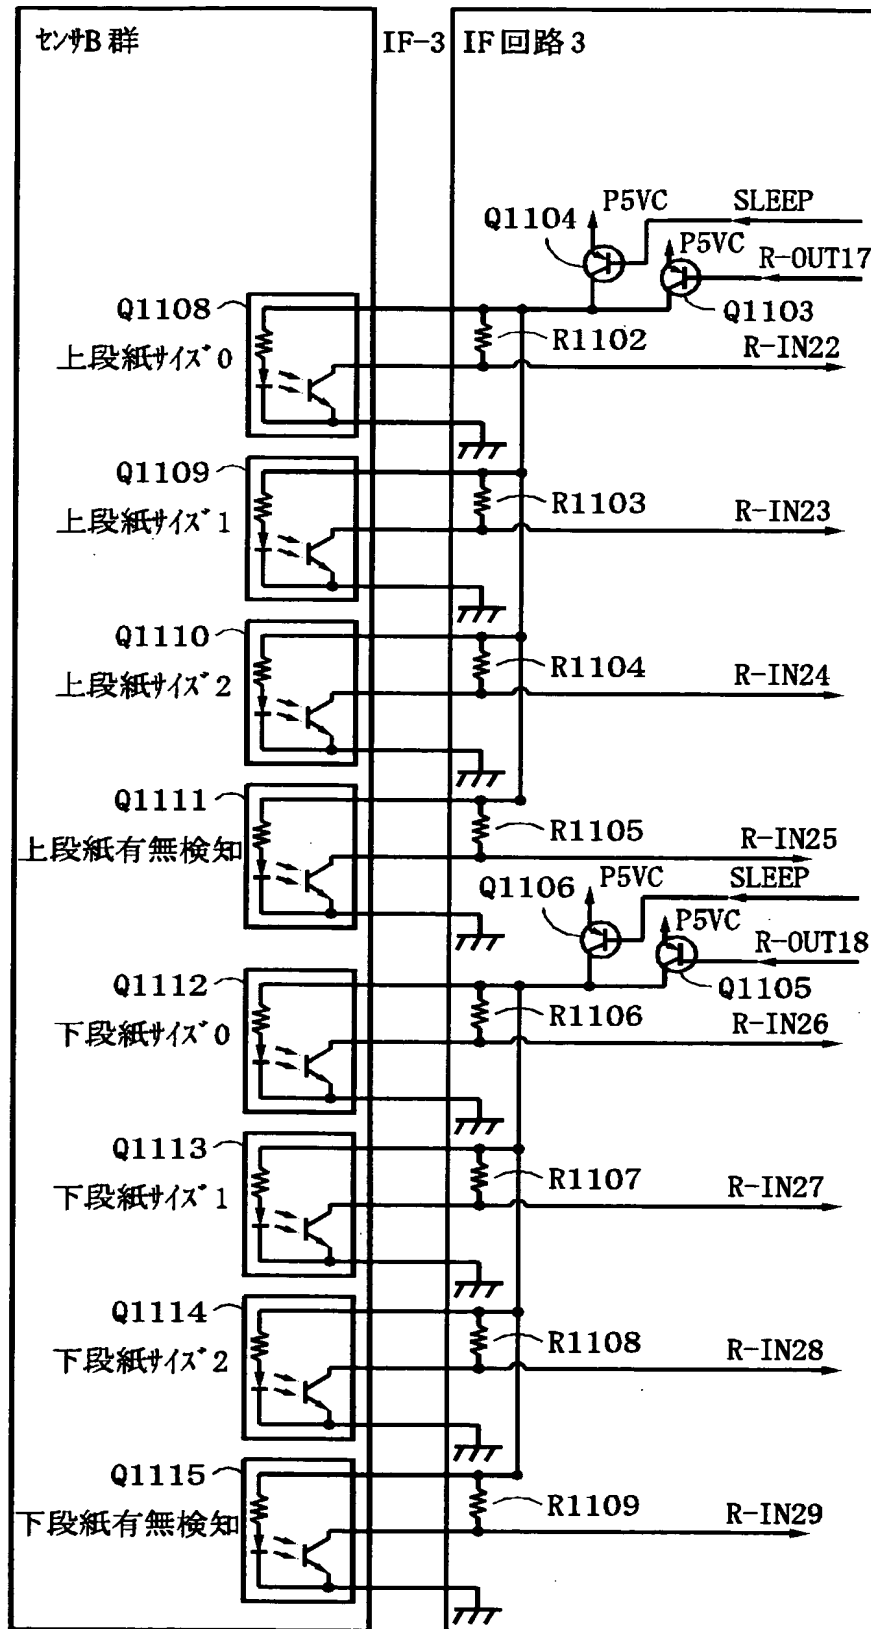 センサB群
IF-3
IF回路3
P5VC
SLEEP
Q1104
P5VC
R-OUT17
Q1108
Q1103
上段紙サイズ0
R1102
R-IN22
Q1109
上段紙サイズ1
R1103
R-IN23
Q1110
上段紙サイズ2
R1104
R-IN24
Q1111
上段紙有無検知
R1105
R-IN25
Q1106
P5VC
SLEEP
P5VC
R-OUT18
Q1112
Q1105
下段紙サイズ0
R1106
R-IN26
Q1113
下段紙サイズ1
R1107
R-IN27
Q1114
下段紙サイズ2
R1108
R-IN28
Q1115
下段紙有無検知
R1109
R-IN29